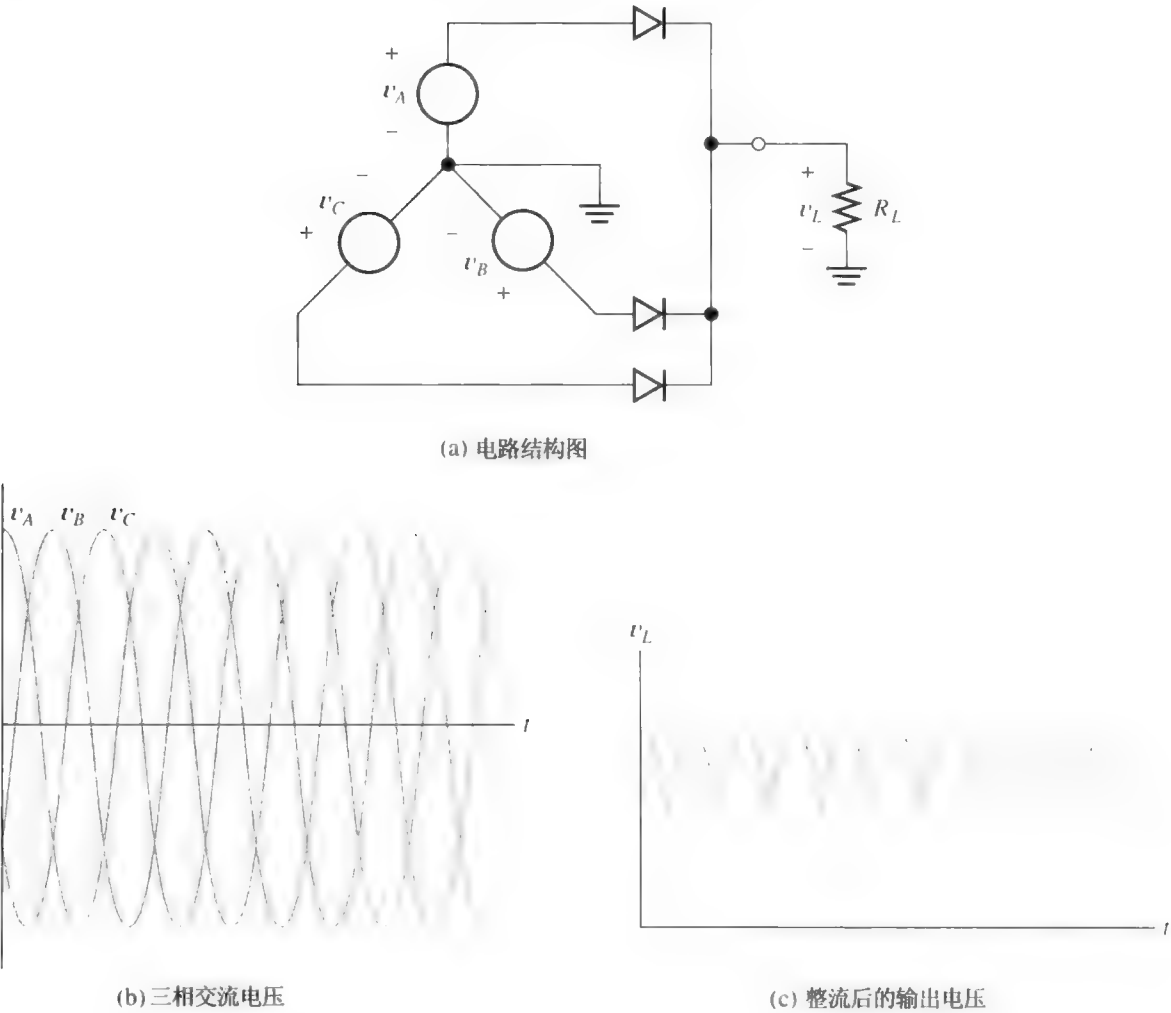 +
v_A
−
−
v_C
+
−
v_B
+
+
v_L
−
R_L
(a) 电路结构图
v_A v_B v_C
t
(b) 三相交流电压
v_L
t
(c) 整流后的输出电压